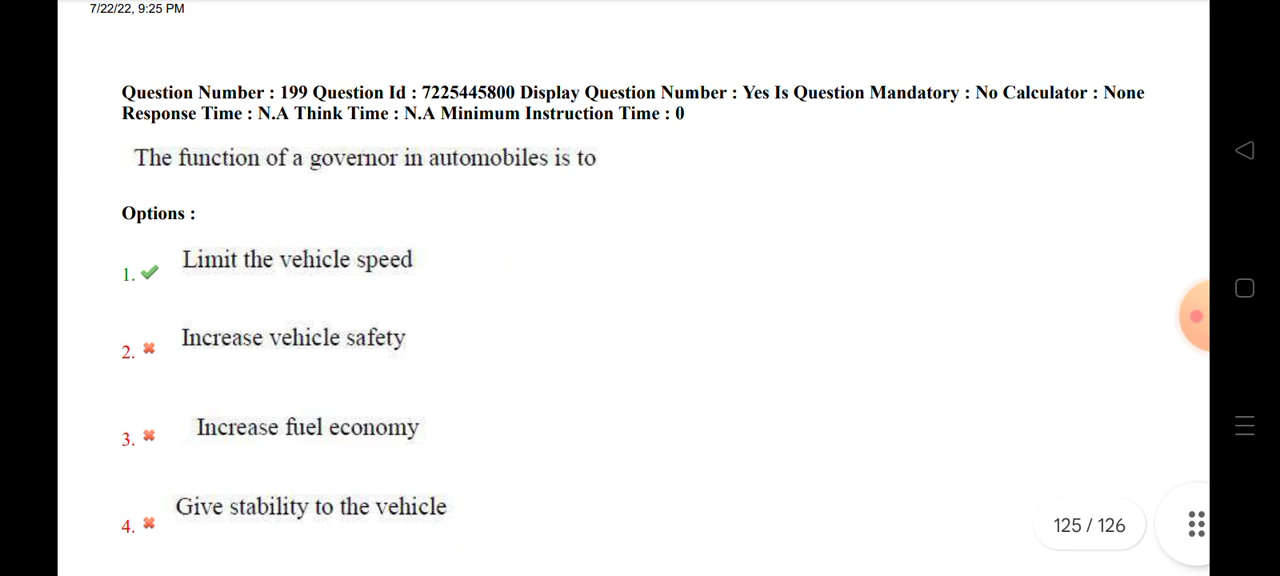 7/22/22, 9:25 PM
Question Number : 199 Question Id : 7225445800 Display Question Number : Yes Is Question Mandatory : No Calculator : None
Response Time : N.A Think Time : N.A Minimum Instruction Time : 0
The function of a governor in automobiles is to
Options :
1. Limit the vehicle speed
2. Increase vehicle safety
3. Increase fuel economy
4. Give stability to the vehicle
125 / 126